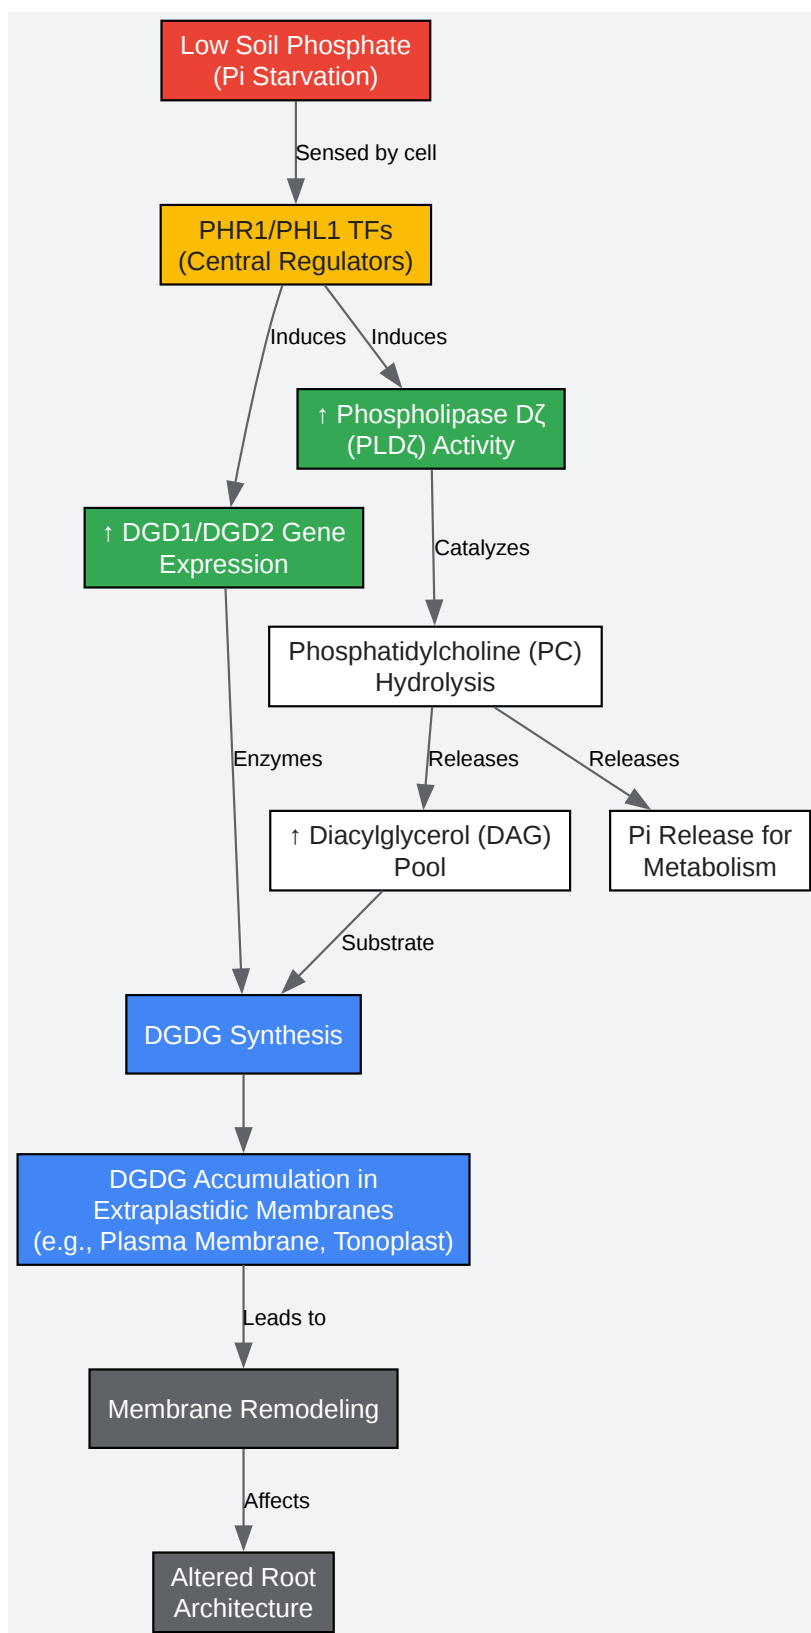 Low Soil Phosphate
(Pi Starvation)
Sensed by cell
PHR1/PHL1 TFs
(Central Regulators)
Induces
Induces
↑ Phospholipase Dζ
(PLDζ) Activity
↑ DGD1/DGD2 Gene
Expression
Catalyzes
Phosphatidylcholine (PC)
Hydrolysis
Enzymes
Releases
Releases
↑ Diacylglycerol (DAG)
Pool
Pi Release for
Metabolism
Substrate
DGDG Synthesis
DGDG Accumulation in
Extraplastidic Membranes
(e.g., Plasma Membrane, Tonoplast)
Leads to
Membrane Remodeling
Affects
Altered Root
Architecture